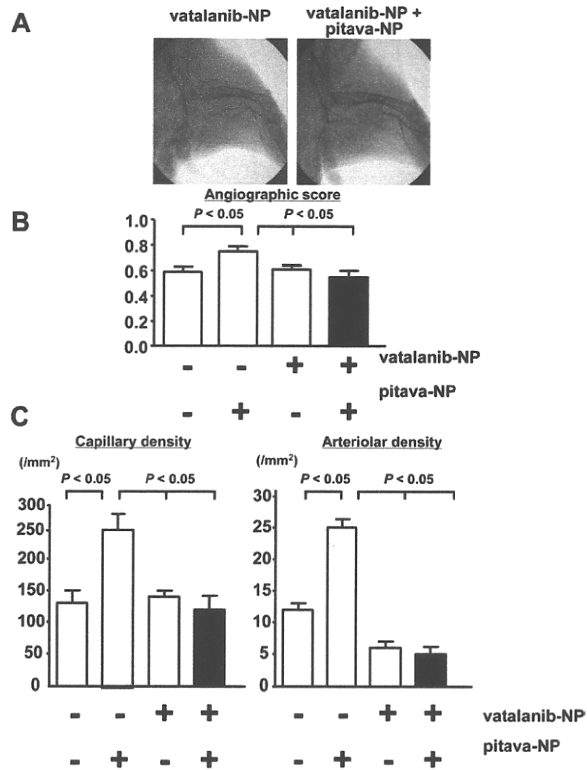 A
vatalanib-NP
vatalanib-NP +
pitava-NP
B
Angiographic score
P < 0.05 P < 0.05
1.0
0.8
0.6
0.4
0.2
0.0
- - + + vatalanib-NP
- + - + pitava-NP
C
Capillary density
(/mm²)
P < 0.05 P < 0.05
300
250
200
150
100
50
0
- - + +
- + - +
Arteriolar density
(/mm²)
P < 0.05 P < 0.05
30
25
20
15
10
5
0
- - + + vatalanib-NP
- + - + pitava-NP